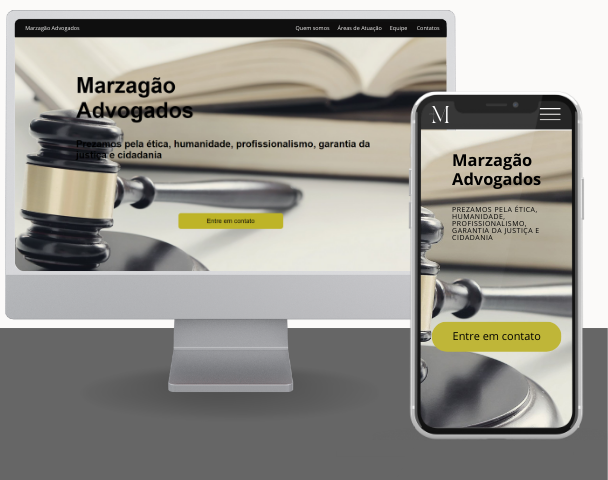 Marzagão Advogados
Quem somos Áreas de Atuação Equipe Contatos
Marzagão
Advogados
Prezamos pela ética, humanidade, profissionalismo, garantia da
justiça e cidadania
Entre em contato
M
Marzagão
Advogados
PREZAMOS PELA ÉTICA,
HUMANIDADE,
PROFISSIONALISMO,
GARANTIA DA JUSTIÇA E
CIDADANIA
Entre em contato